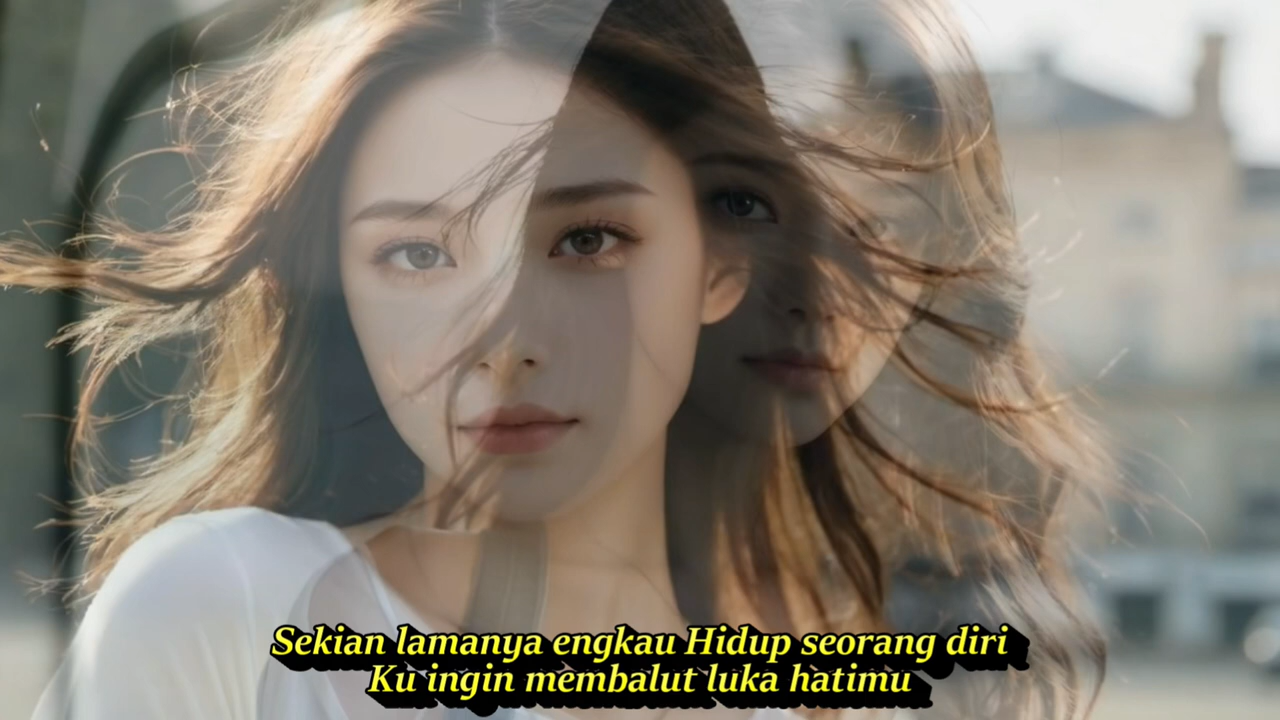 Sekian lamanya engkau Hidup seorang diri
Ku ingin membalut luka hatimu